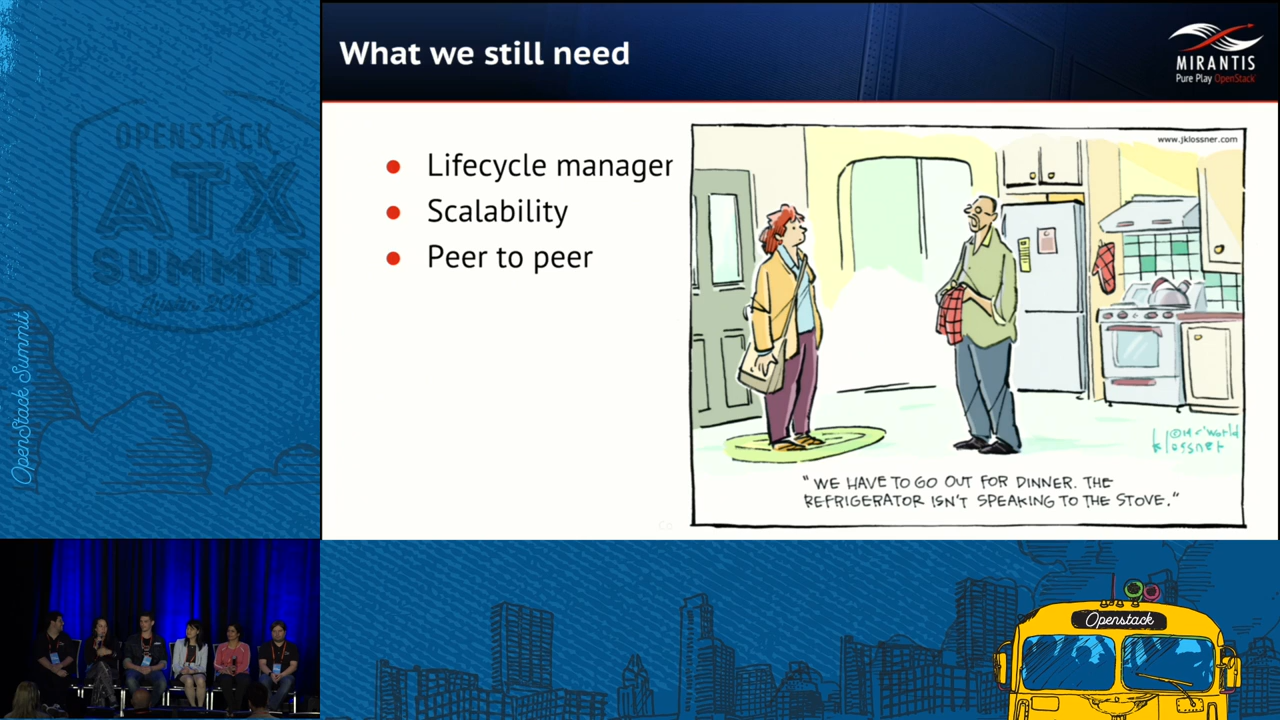 What we still need
MIRANTIS
Pure Play OpenStack
Lifecycle manager
Scalability
Peer to peer
www.jklossner.com
"WE HAVE TO GO OUT FOR DINNER. THE
REFRIGERATOR ISN'T SPEAKING TO THE STOVE."
klossner
OPENSTACK
ATX
SUMMIT
OpenStack Summit
Openstack